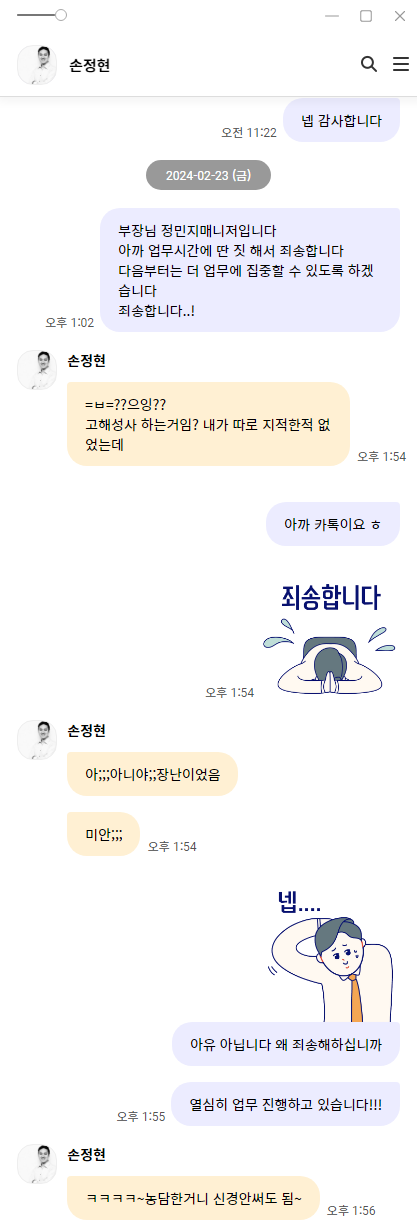 손정현
넵 감사합니다
오전 11:22
2024-02-23 (금)
부장님 정민지매니저입니다
아까 업무시간에 딴 짓 해서 죄송합니다
다음부터는 더 업무에 집중할 수 있도록 하겠
습니다
죄송합니다..!
오후 1:02
손정현
=ㅂ=??으잉??
고해성사 하는거임? 내가 따로 지적한적 없
었는데
오후 1:54
아까 카톡이요 ㅎ
죄송합니다
오후 1:54
손정현
아;;;아니야;;장난이었음
미안;;;
오후 1:54
넵....
아유 아닙니다 왜 죄송해하십니까
열심히 업무 진행하고 있습니다!!!
오후 1:55
손정현
ㅋㅋㅋㅋ~농담한거니 신경안써도 됨~
오후 1:56